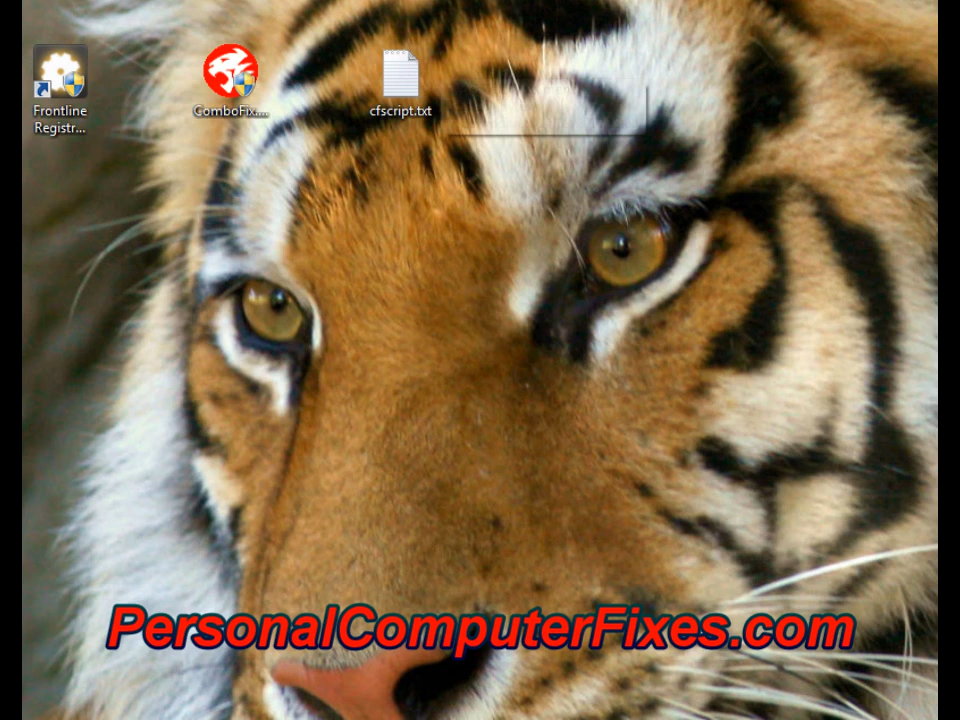 Frontline
Registr...
ComboFix....
cfscript.txt
PersonalComputerFixes.com